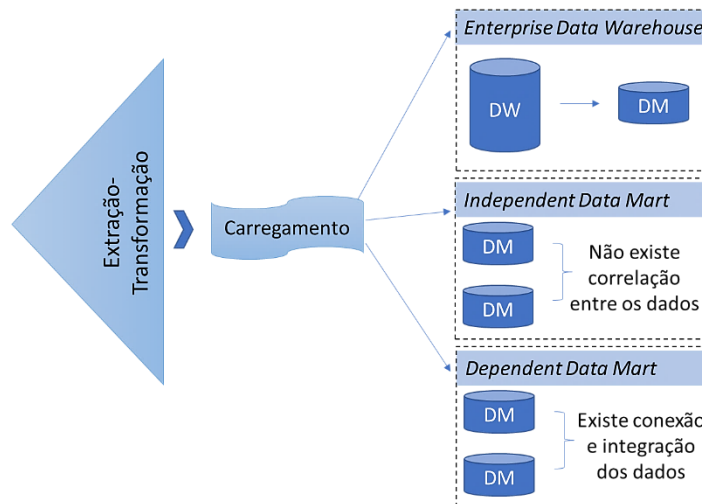 Extração-
Transformação
Carregamento
Enterprise Data Warehouse
DW
DM
Independent Data Mart
DM
DM
Não existe
correlação
entre os dados
Dependent Data Mart
DM
DM
Existe conexão
e integração
dos dados